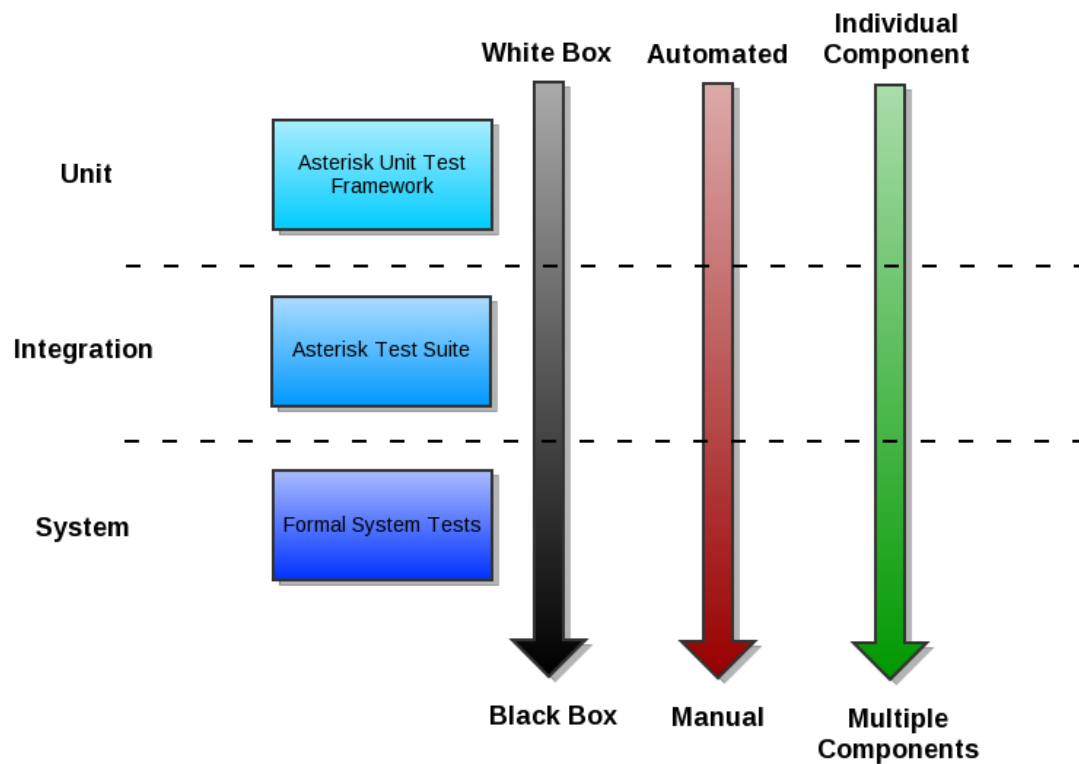 Individual
White Box
Automated
Component
Asterisk Unit Test
Framework
Unit
Integration
Asterisk Test Suite
System
Formal System Tests
Black Box
Manual
Multiple
Components